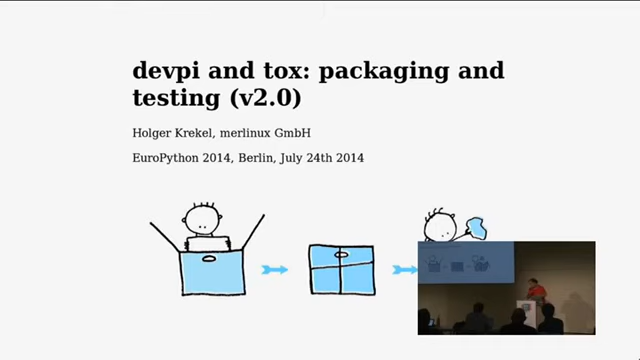 devpi and tox: packaging and
testing (v2.0)
Holger Krekel, merlinux GmbH
EuroPython 2014, Berlin, July 24th 2014